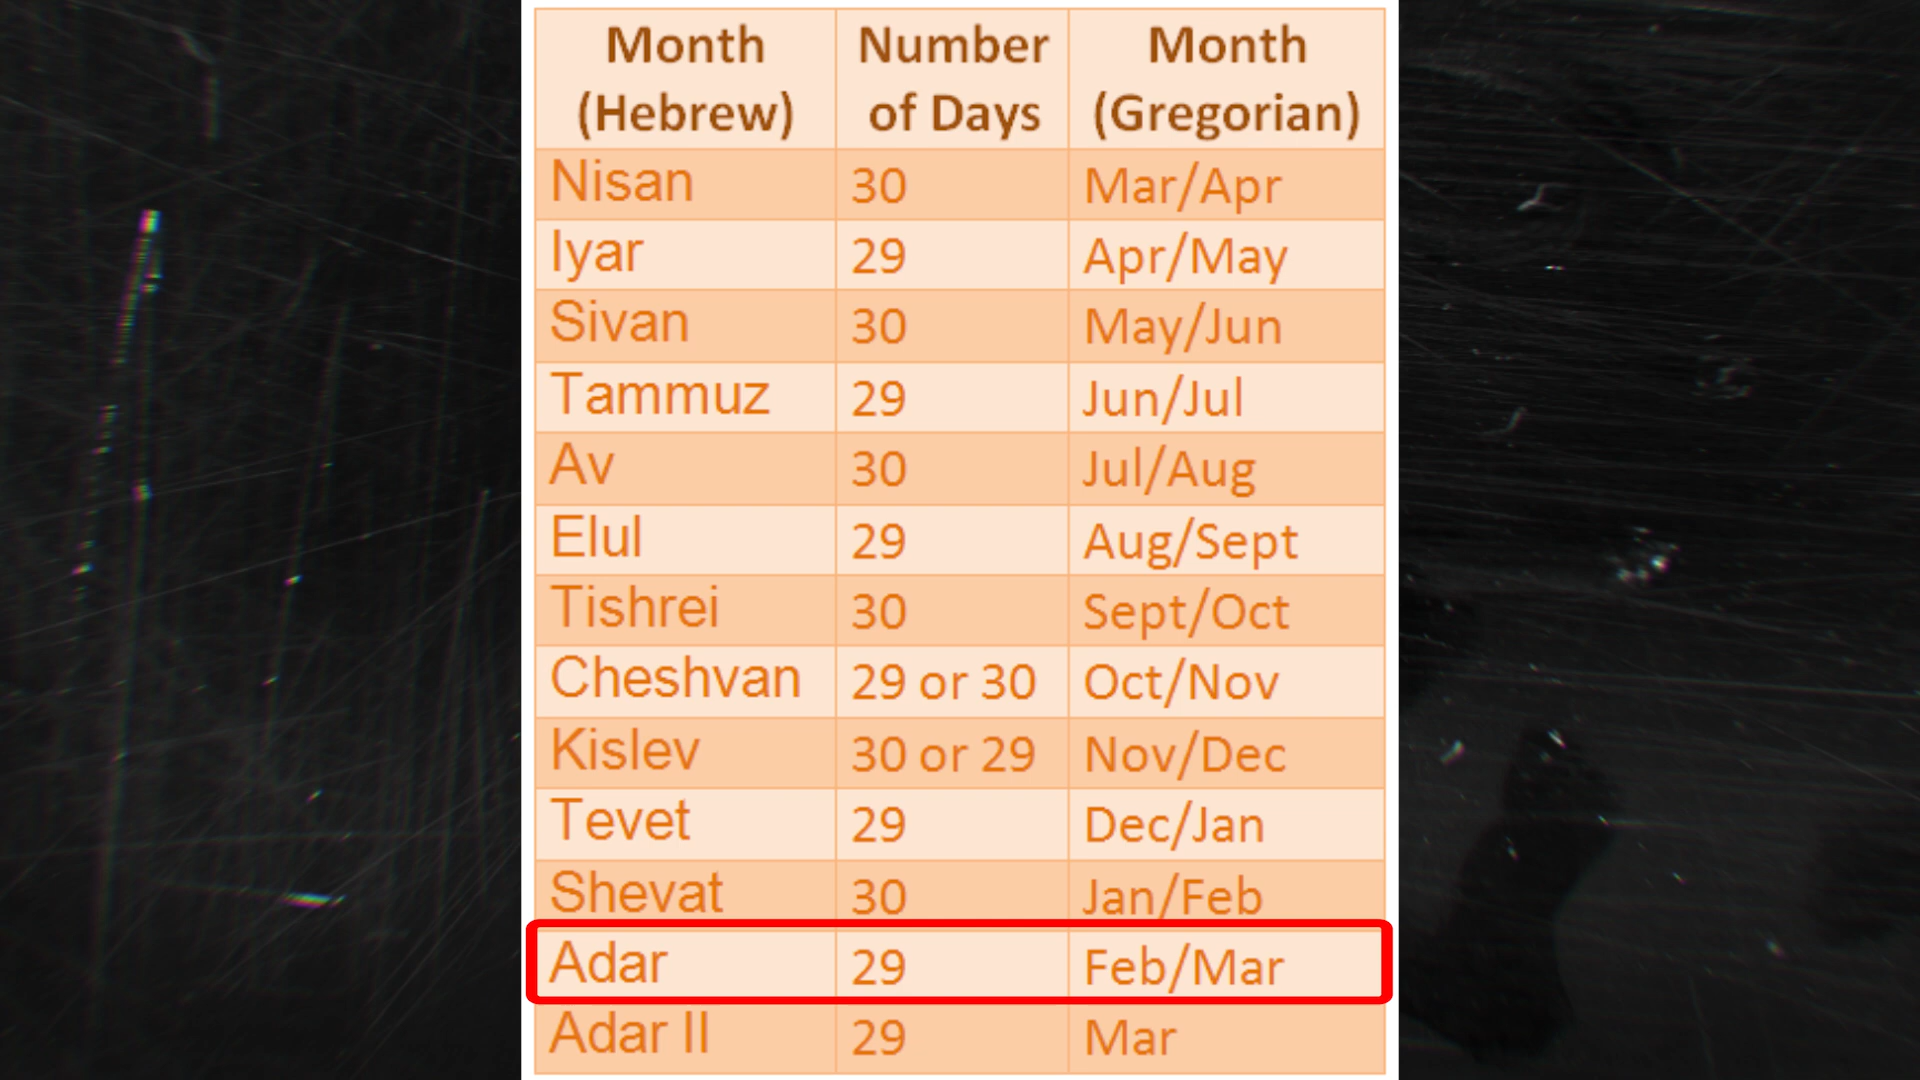 Month (Hebrew) Number of Days Month (Gregorian)
Nisan 30 Mar/Apr
Iyar 29 Apr/May
Sivan 30 May/Jun
Tammuz 29 Jun/Jul
Av 30 Jul/Aug
Elul 29 Aug/Sept
Tishrei 30 Sept/Oct
Cheshvan 29 or 30 Oct/Nov
Kislev 30 or 29 Nov/Dec
Tevet 29 Dec/Jan
Shevat 30 Jan/Feb
Adar 29 Feb/Mar
Adar II 29 Mar